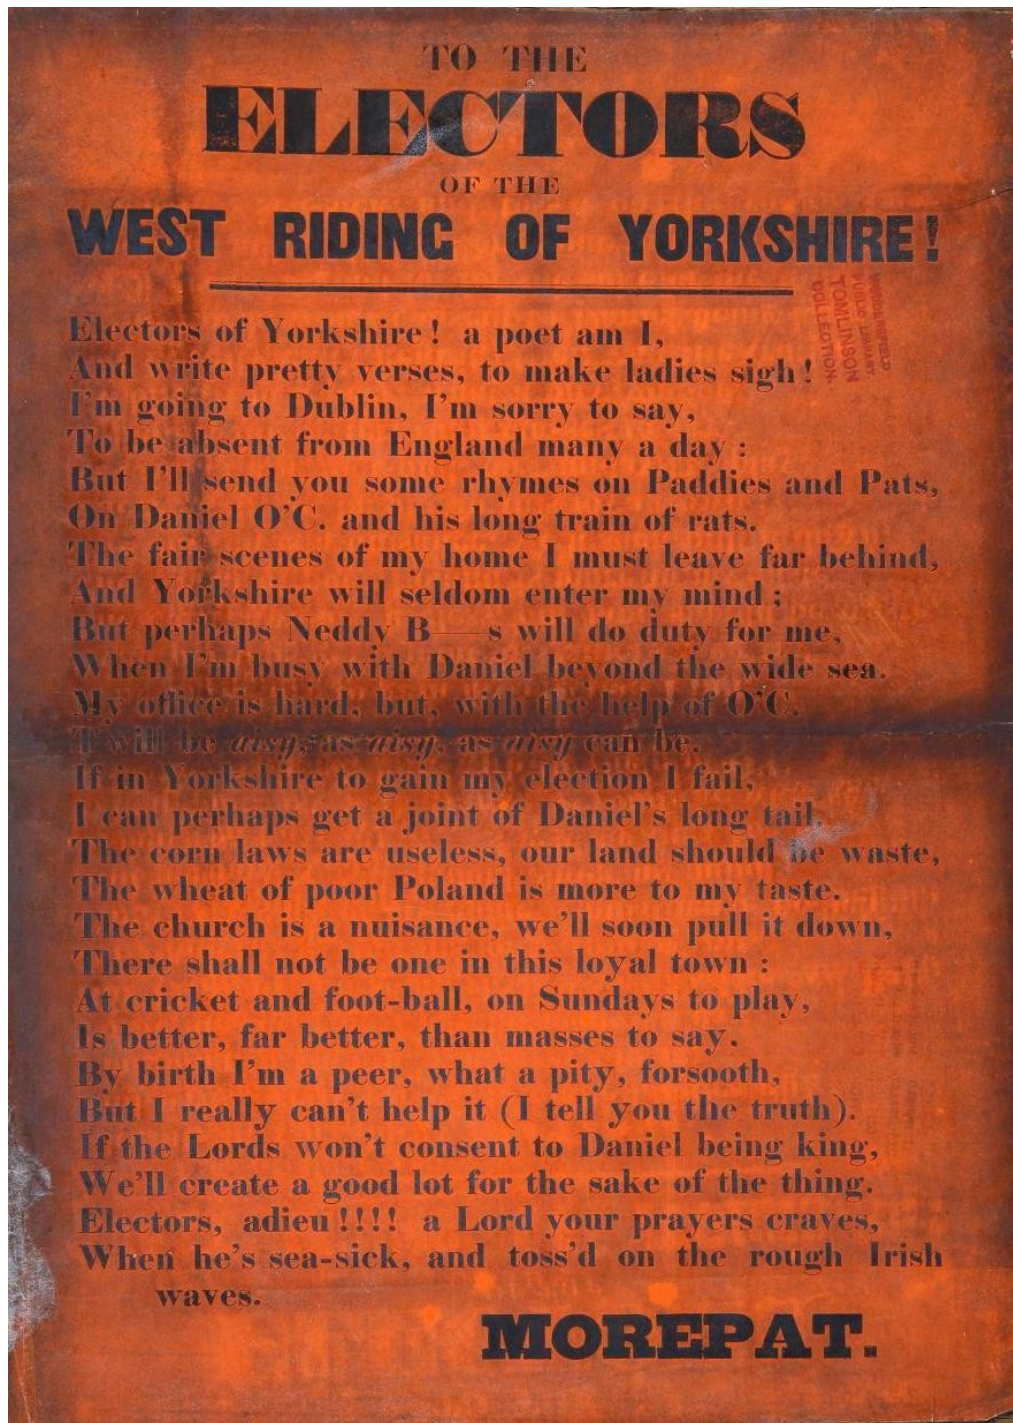 TO THE
ELECTORS
OF THE
WEST RIDING OF YORKSHIRE!
HUDDERSFIELD
PUBLIC LIBRARY.
TOMLINSON
COLLECTION.
Electors of Yorkshire! a poet am I,
And write pretty verses, to make ladies sigh!
I'm going to Dublin, I'm sorry to say,
To be absent from England many a day:
But I'll send you some rhymes on Paddies and Pats,
On Daniel O'C. and his long train of rats.
The fair scenes of my home I must leave far behind,
And Yorkshire will seldom enter my mind;
But perhaps Neddy B——s will do duty for me,
When I'm busy with Daniel beyond the wide sea.
My office is hard, but, with the help of O'C.
T'will be aisy, as aisy, as aisy can be.
If in Yorkshire to gain my election I fail,
I can perhaps get a joint of Daniel's long tail.
The corn laws are useless, our land should be waste,
The wheat of poor Poland is more to my taste.
The church is a nuisance, we'll soon pull it down,
There shall not be one in this loyal town:
At cricket and foot-ball, on Sundays to play,
Is better, far better, than masses to say.
By birth I'm a peer, what a pity, forsooth,
But I really can't help it (I tell you the truth).
If the Lords won't consent to Daniel being king,
We'll create a good lot for the sake of the thing.
Electors, adieu!!!! a Lord your prayers craves,
When he's sea-sick, and toss'd on the rough Irish
waves.
MOREPAT.